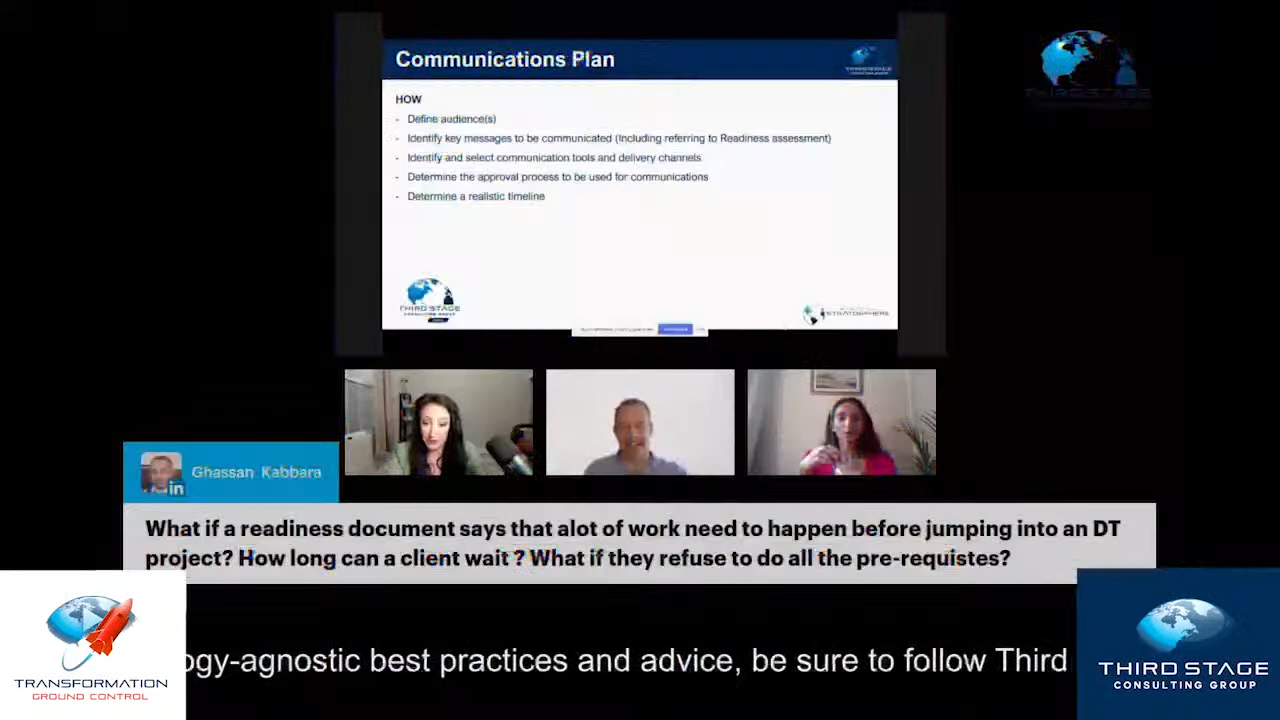 Communications Plan
THIRD STAGE
HOW
- Define audience(s)
- Identify key messages to be communicated (Including referring to Readiness assessment)
- Identify and select communication tools and delivery channels
- Determine the approval process to be used for communications
- Determine a realistic timeline
THIRD STAGE
STRATOSPHERE
in
Ghassan Kabbara
What if a readiness document says that alot of work need to happen before jumping into an DT
project? How long can a client wait ? What if they refuse to do all the pre-requistes?
ogy-agnostic best practices and advice, be sure to follow Third
TRANSFORMATION
GROUND CONTROL
THIRD STAGE
CONSULTING GROUP